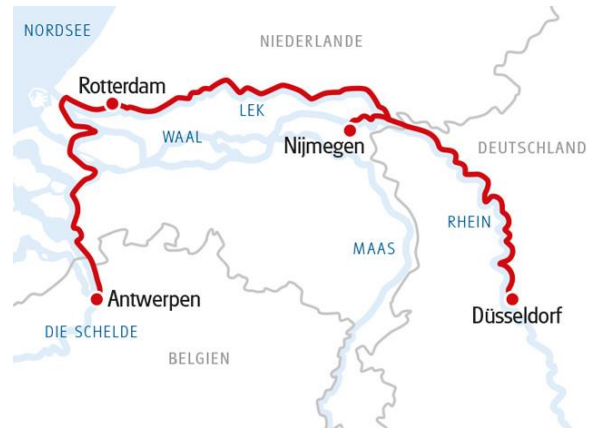 NORDSEE
NIEDERLANDE
Rotterdam
LEK
WAAL
Nijmegen
DEUTSCHLAND
RHEIN
MAAS
Antwerpen
Düsseldorf
DIE SCHELDE
BELGIEN